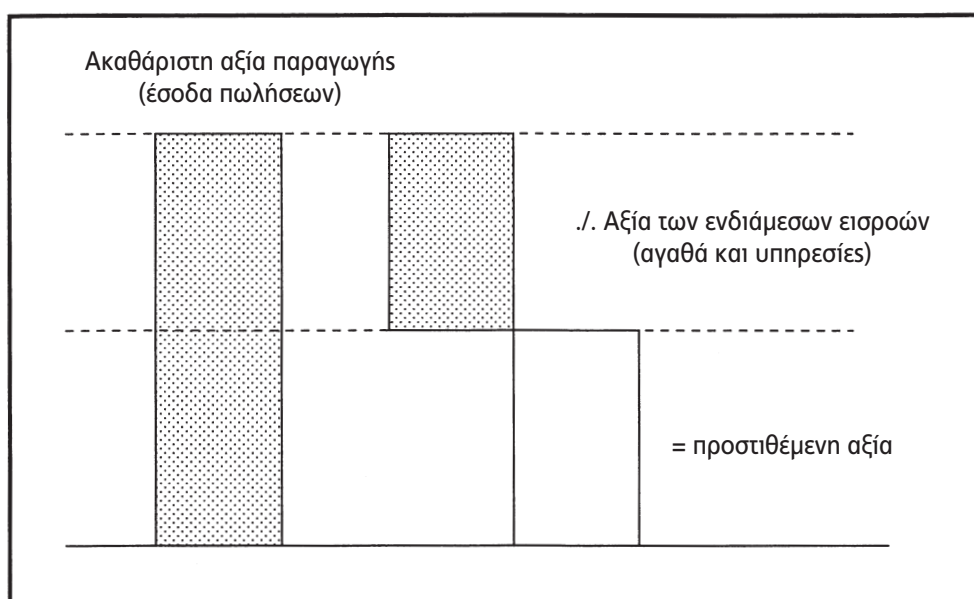 Ακαθάριστη αξία παραγωγής
(έσοδα πωλήσεων)
./. Αξία των ενδιάμεσων εισροών
(αγαθά και υπηρεσίες)
= προστιθέμενη αξία